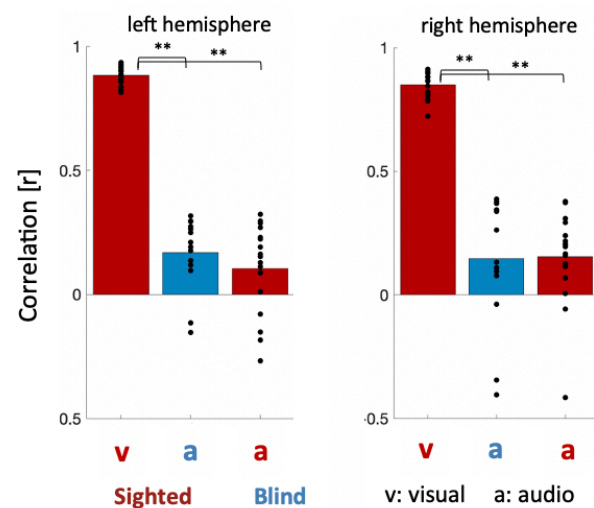 left hemisphere
right hemisphere
** **
** **
1
0.5
0
0.5
1
0.5
0
-0.5
Correlation [r]
v a a
v a a
Sighted Blind v: visual a: audio